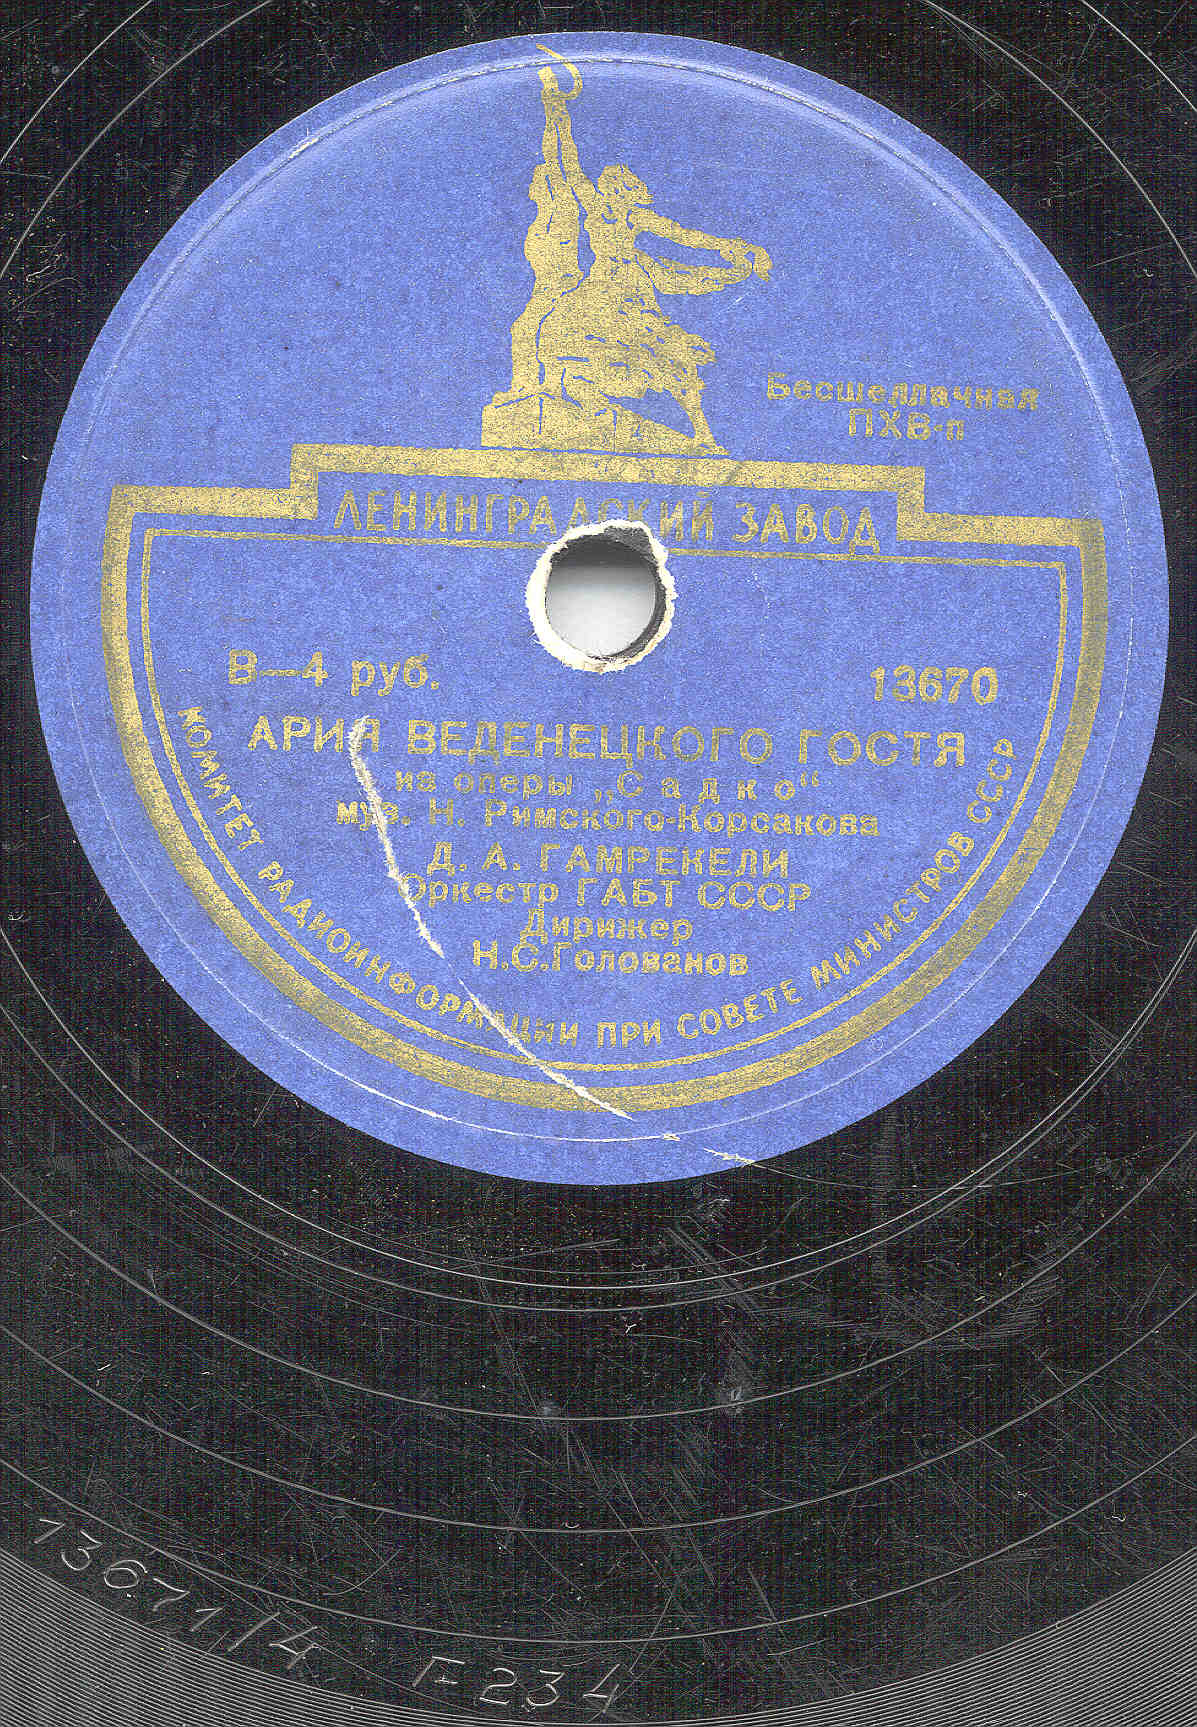 Бесшеллачная
ПХВ-п
ЛЕНИНГРАДСКИЙ ЗАВОД
В—4 руб.
13670
АРИЯ ВЕДЕНЕЦКОГО ГОСТЯ
из оперы „Садко“
муз. Н. Римского-Корсакова
Д. А. ГАМРЕКЕЛИ
Оркестр ГАБТ СССР
Дирижер
Н.С.Голованов
КОМИТЕТ РАДИОИНФОРМАЦИИ ПРИ СОВЕТЕ МИНИСТРОВ СССР
13671/4 Г234